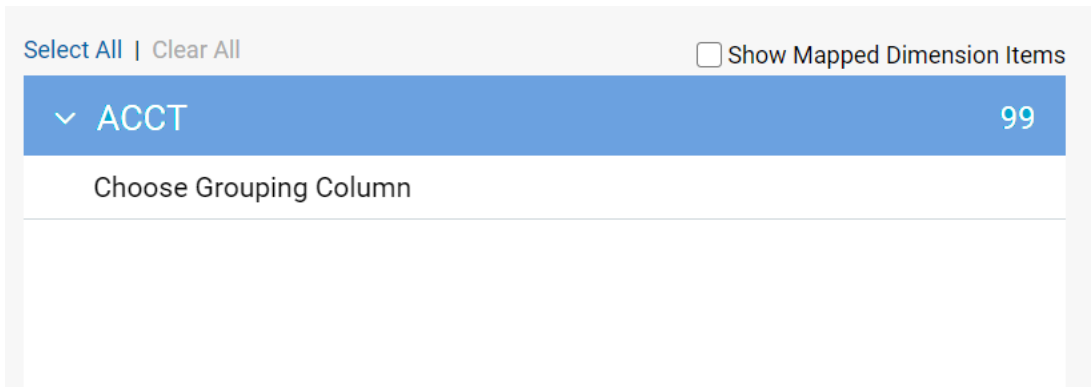 Select All | Clear All
Show Mapped Dimension Items
ACCT 99
Choose Grouping Column